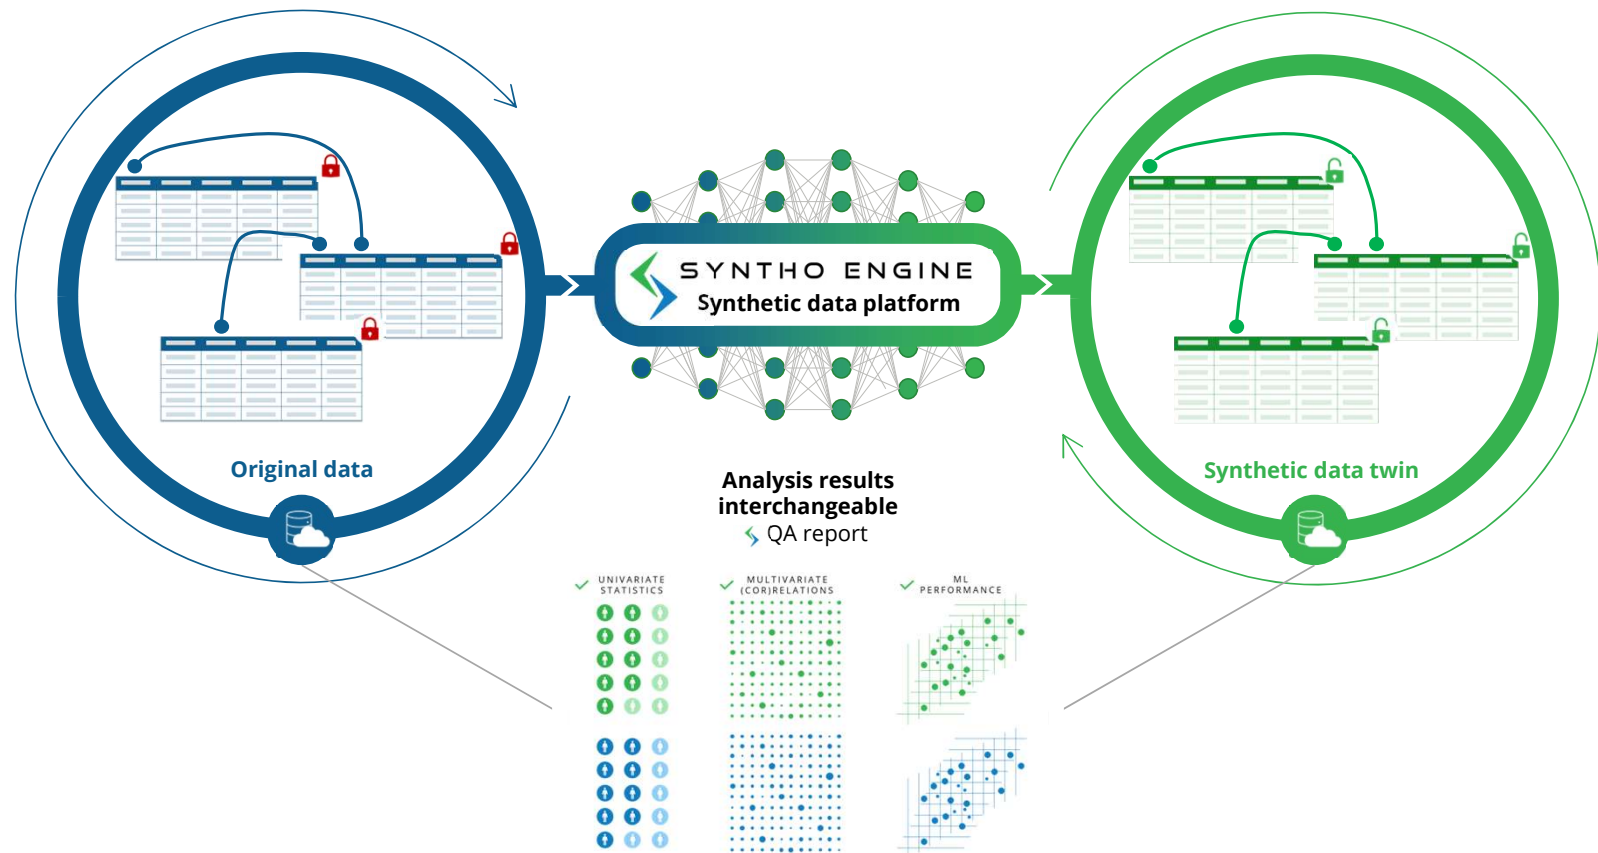 SYNTHO ENGINE
Synthetic data platform
Original data
Synthetic data twin
Analysis results
interchangeable
QA report
UNIVARIATE
STATISTICS
MULTIVARIATE
(COR)RELATIONS
ML
PERFORMANCE